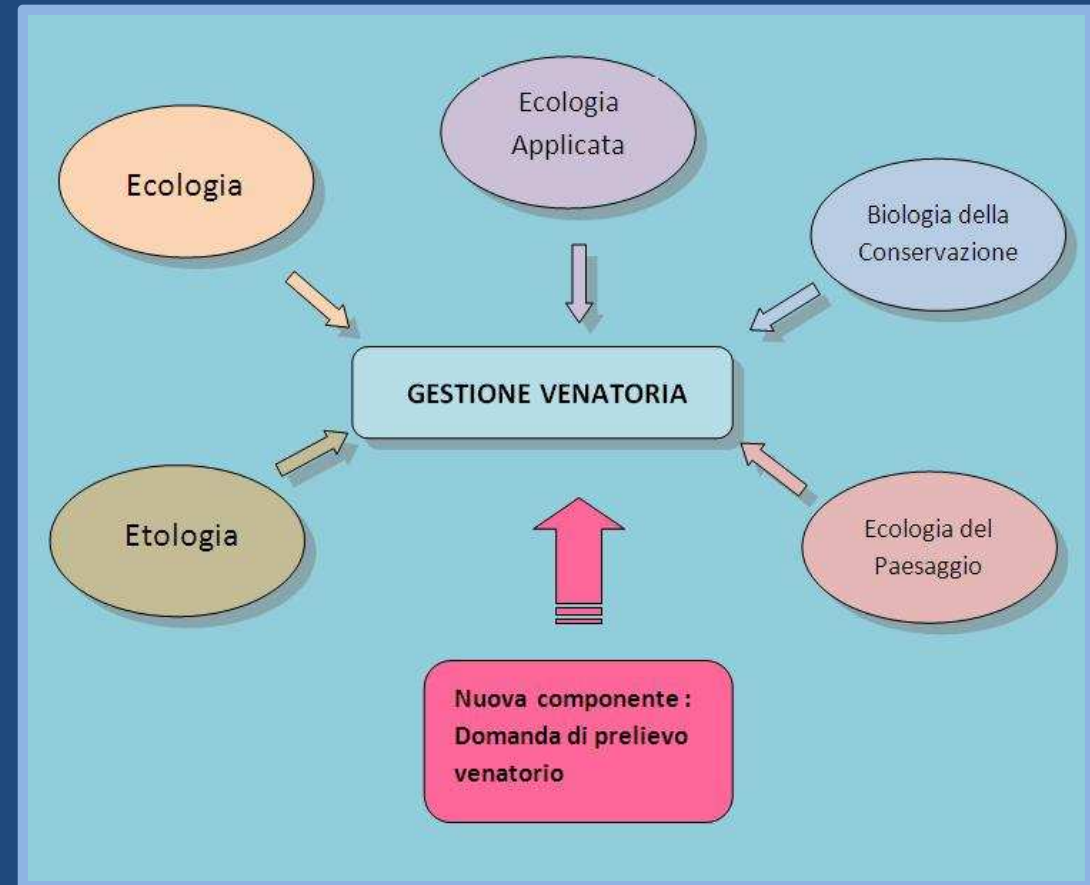 Ecologia
Applicata
Ecologia
Biologia della
Conservazione
GESTIONE VENATORIA
Etologia
Ecologia del
Paesaggio
Nuova componente :
Domanda di prelievo
venatorio